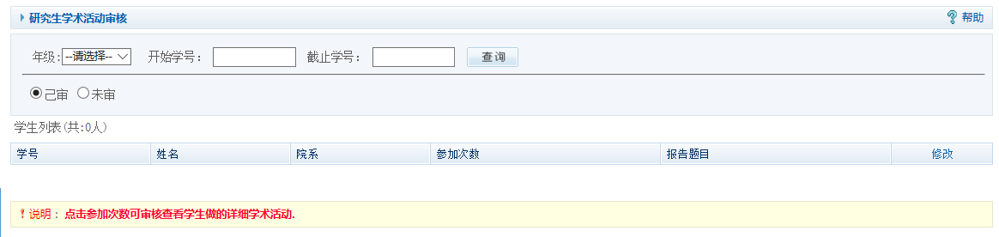 研究生学术活动审核 帮助
年级: --请选择-- 开始学号： 截止学号： 查询
己审 未审
学生列表(共:0人)
学号 姓名 院系 参加次数 报告题目 修改
说明： 点击参加次数可审核查看学生做的详细学术活动.